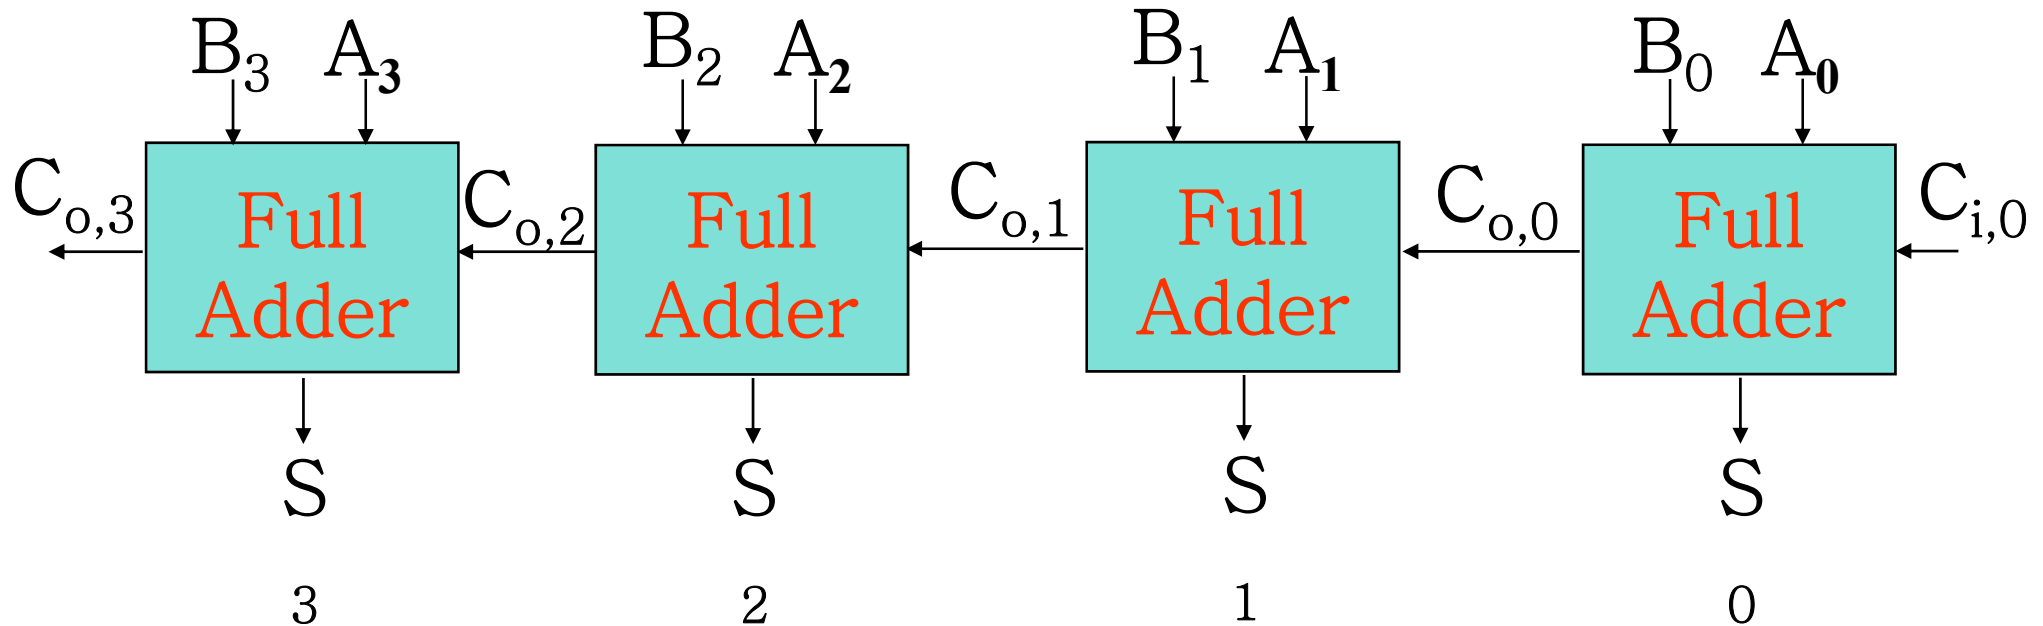 B₃ A₃ B₂ A₂ B₁ A₁ B₀ A₀
Cₒ,₃ Cₒ,₂ Cₒ,₁ Cₒ,₀ Cᵢ,₀
Full Full Full Full
Adder Adder Adder Adder
S S S S
3 2 1 0